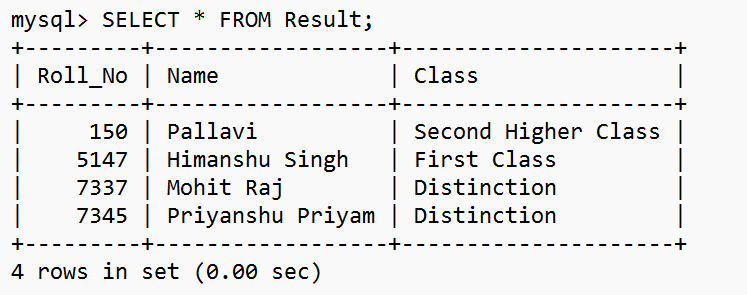 mysql> SELECT * FROM Result;
+---------+------------------+---------------------+
| Roll_No | Name             | Class               |
+---------+------------------+---------------------+
|     150 | Pallavi          | Second Higher Class |
|    5147 | Himanshu Singh   | First Class         |
|    7337 | Mohit Raj        | Distinction         |
|    7345 | Priyanshu Priyam | Distinction         |
+---------+------------------+---------------------+
4 rows in set (0.00 sec)